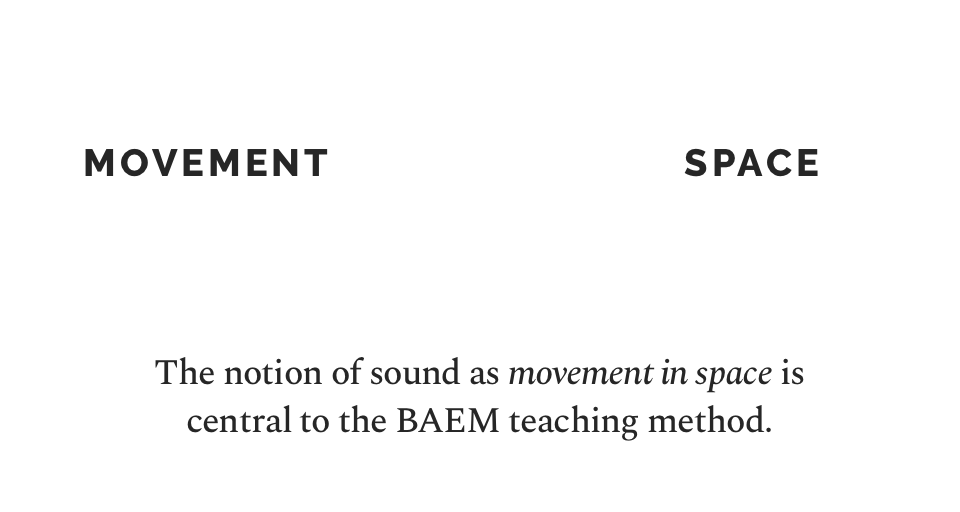 MOVEMENT SPACE
The notion of sound as movement in space is
central to the BAEM teaching method.